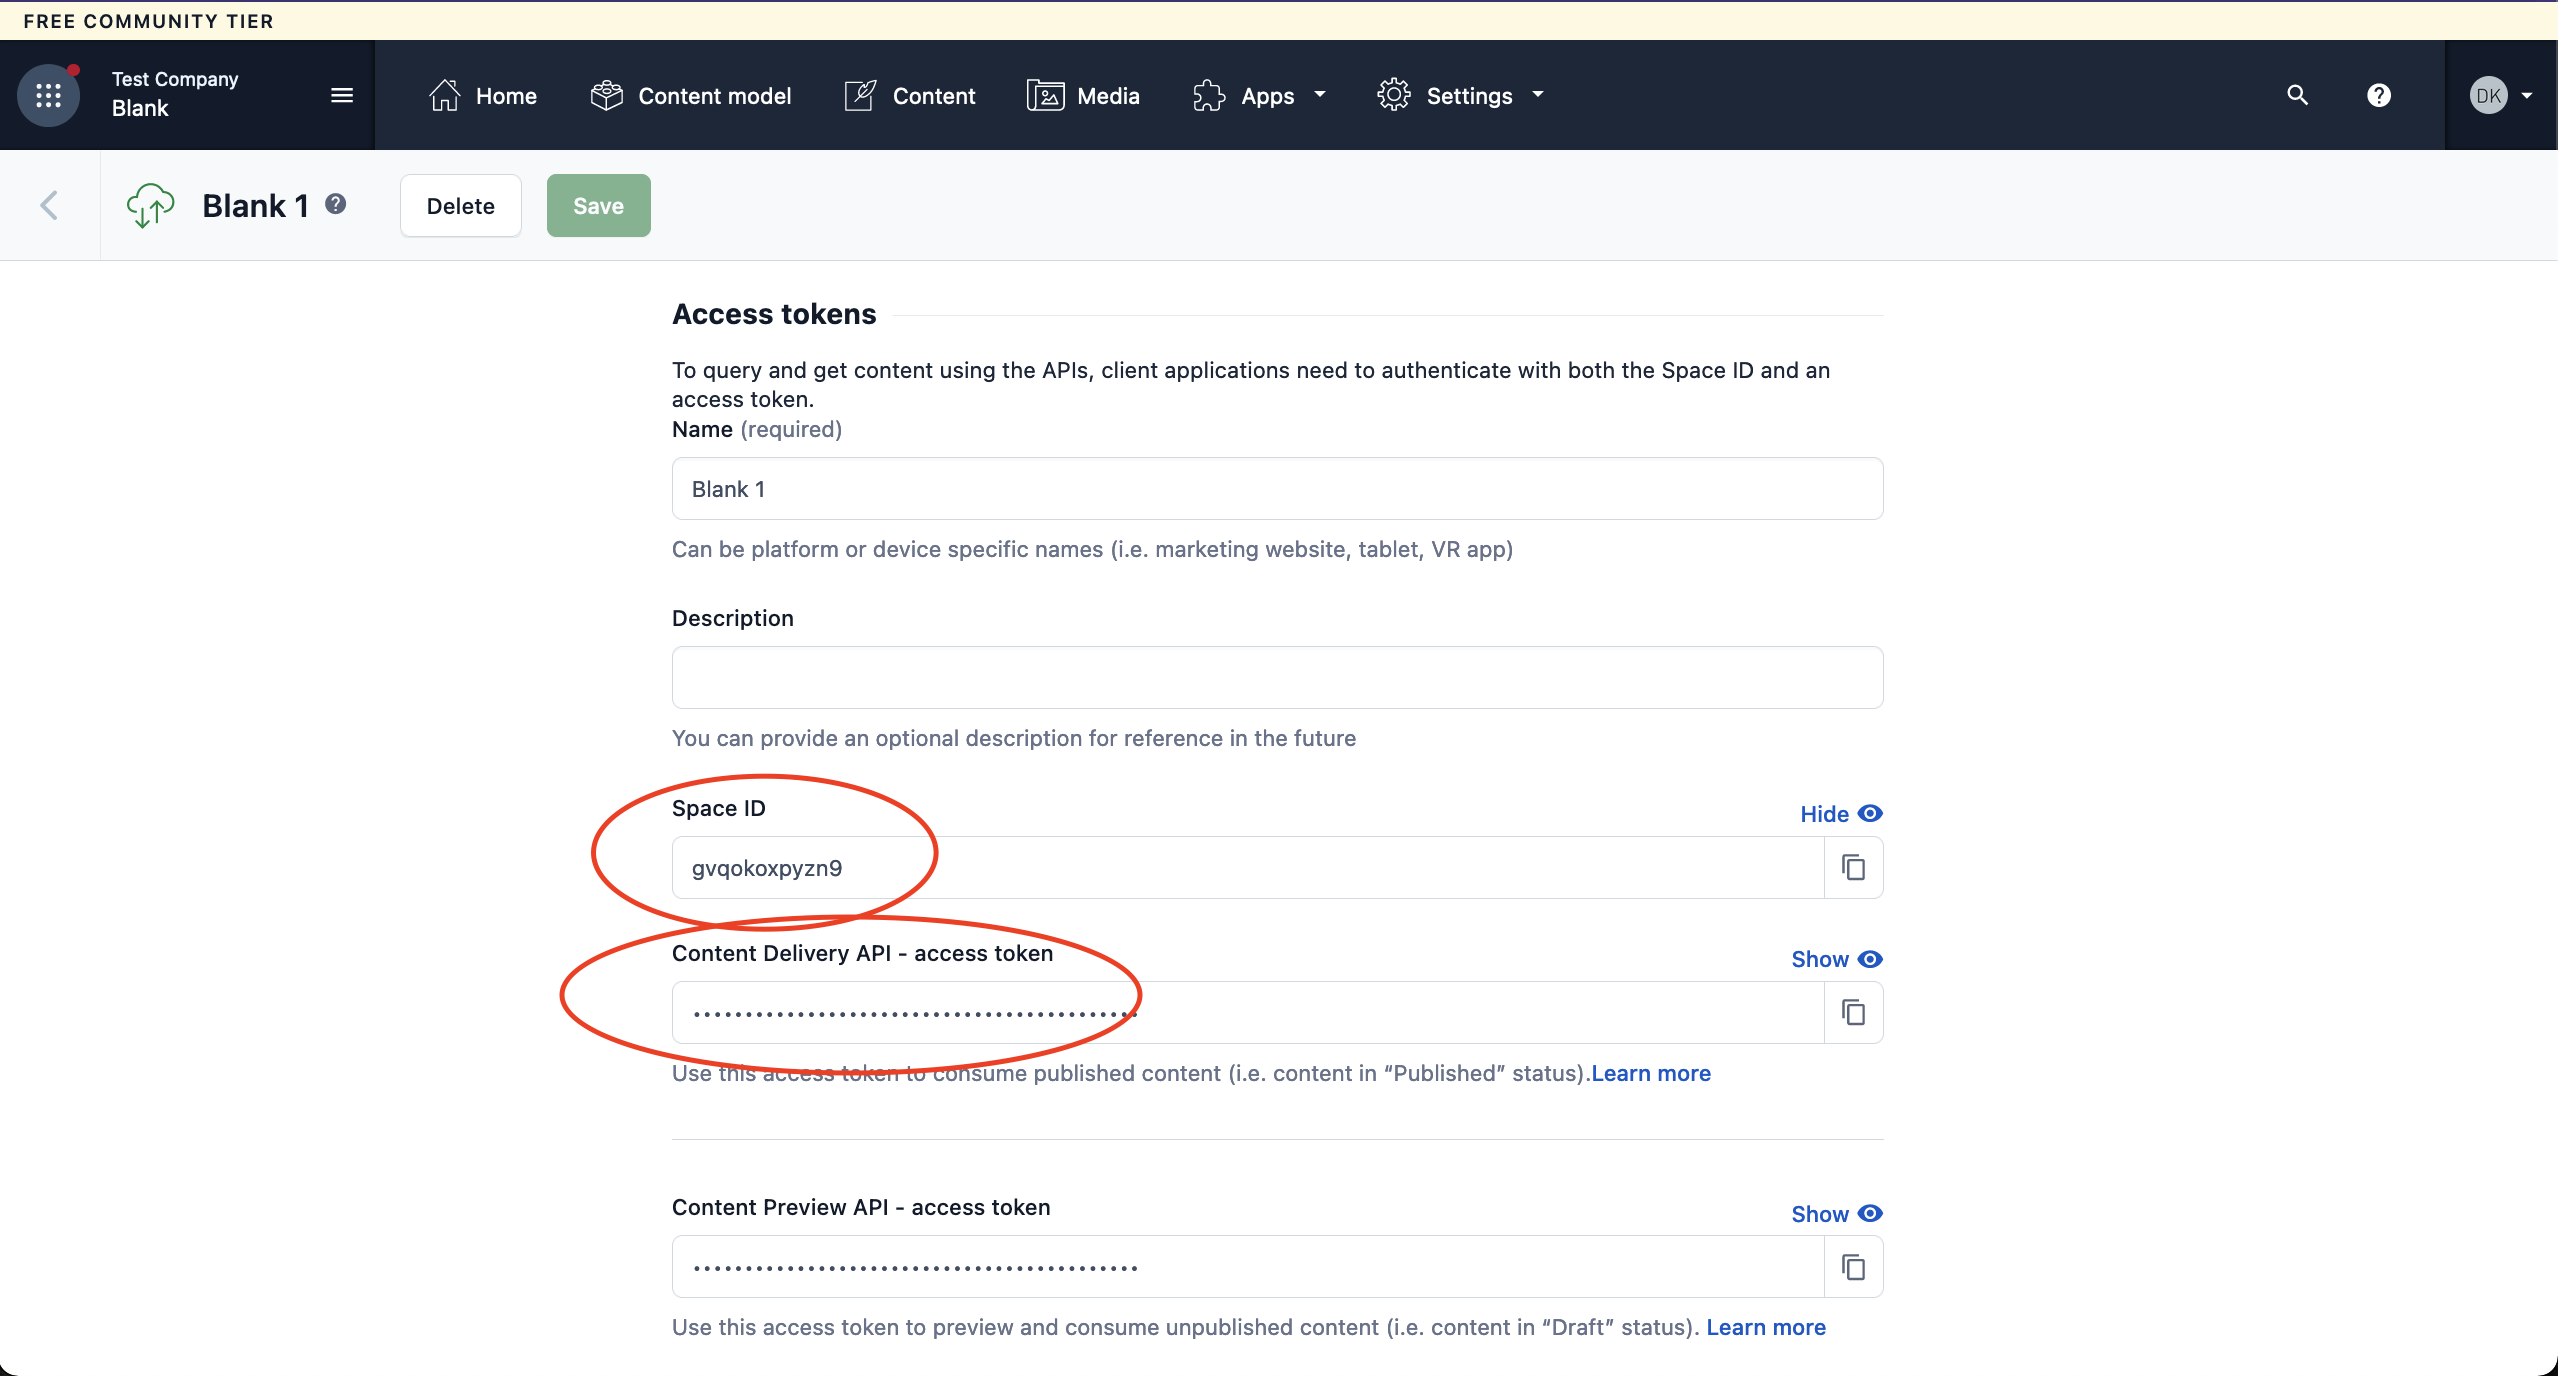 FREE COMMUNITY TIER
Test Company
Blank
Home
Content model
Content
Media
Apps
Settings
DK
Blank 1
Delete
Save
Access tokens
To query and get content using the APIs, client applications need to authenticate with both the Space ID and an
access token.
Name (required)
Blank 1
Can be platform or device specific names (i.e. marketing website, tablet, VR app)
Description
You can provide an optional description for reference in the future
Space ID
Hide
gvqokoxpyzn9
Content Delivery API - access token
Show
Use this access token to consume published content (i.e. content in “Published” status).Learn more
Content Preview API - access token
Show
Use this access token to preview and consume unpublished content (i.e. content in “Draft” status). Learn more